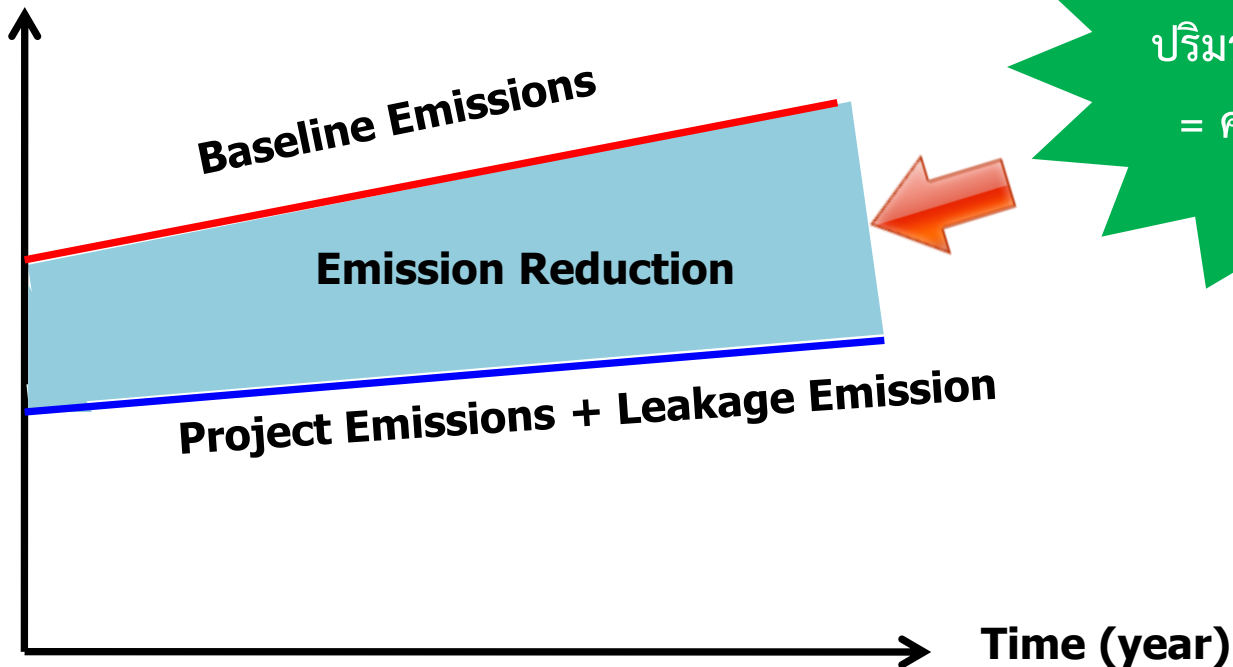 Baseline Emissions
Emission Reduction
Project Emissions + Leakage Emission
Time (year)
=